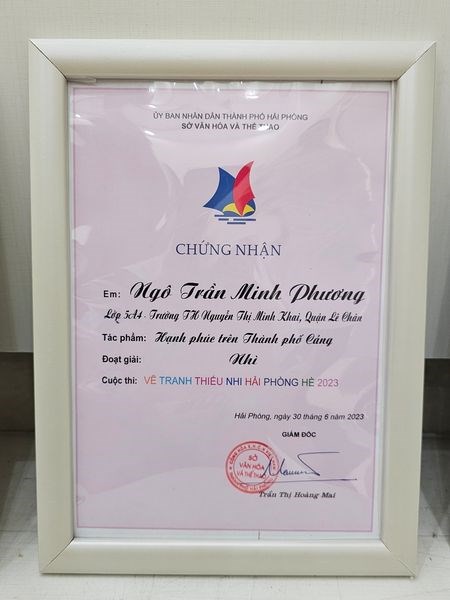 ỦY BAN NHÂN DÂN THÀNH PHỐ HẢI PHÒNG
SỞ VĂN HÓA VÀ THỂ THAO
CHỨNG NHẬN
Em: Ngô Trần Minh Phương
Lớp 5A4 - Trường TH Nguyễn Thị Minh Khai, Quận Lê Chân
Tác phẩm: Hạnh phúc trên Thành phố Cảng
Đoạt giải: Nhì
Cuộc thi: VẼ TRANH THIẾU NHI HẢI PHÒNG HÈ 2023
Hải Phòng, ngày 30 tháng 6 năm 2023
GIÁM ĐỐC
SỞ
VĂN HÓA
VÀ THỂ THAO
Trần Thị Hoàng Mai